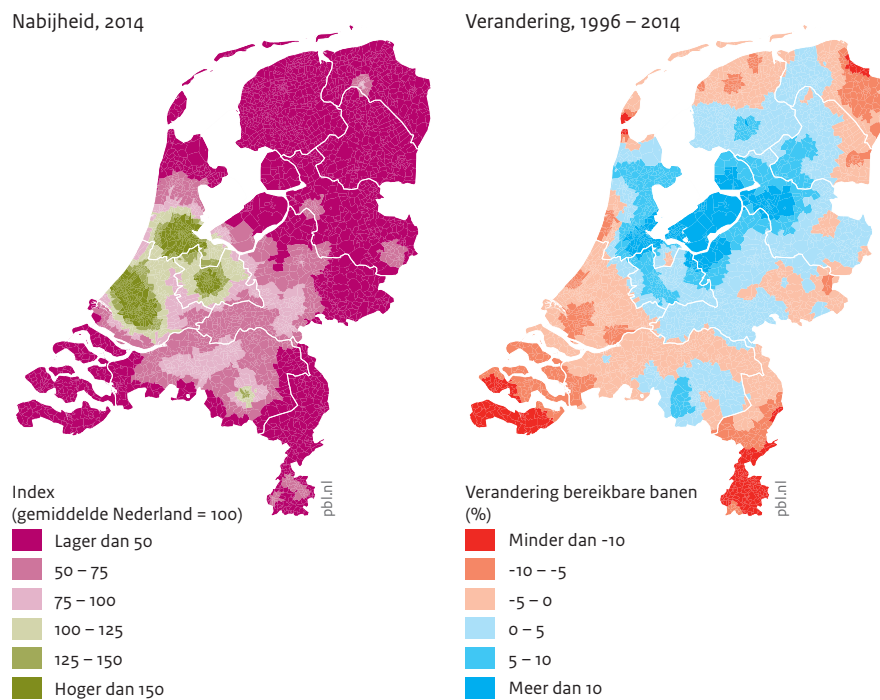 Nabijheid, 2014
Index
(gemiddelde Nederland = 100)
Lager dan 50
50 – 75
75 – 100
100 – 125
125 – 150
Hoger dan 150
pbl.nl
Verandering, 1996 – 2014
Verandering bereikbare banen
(%)
Minder dan -10
-10 – -5
-5 – 0
0 – 5
5 – 10
Meer dan 10
pbl.nl